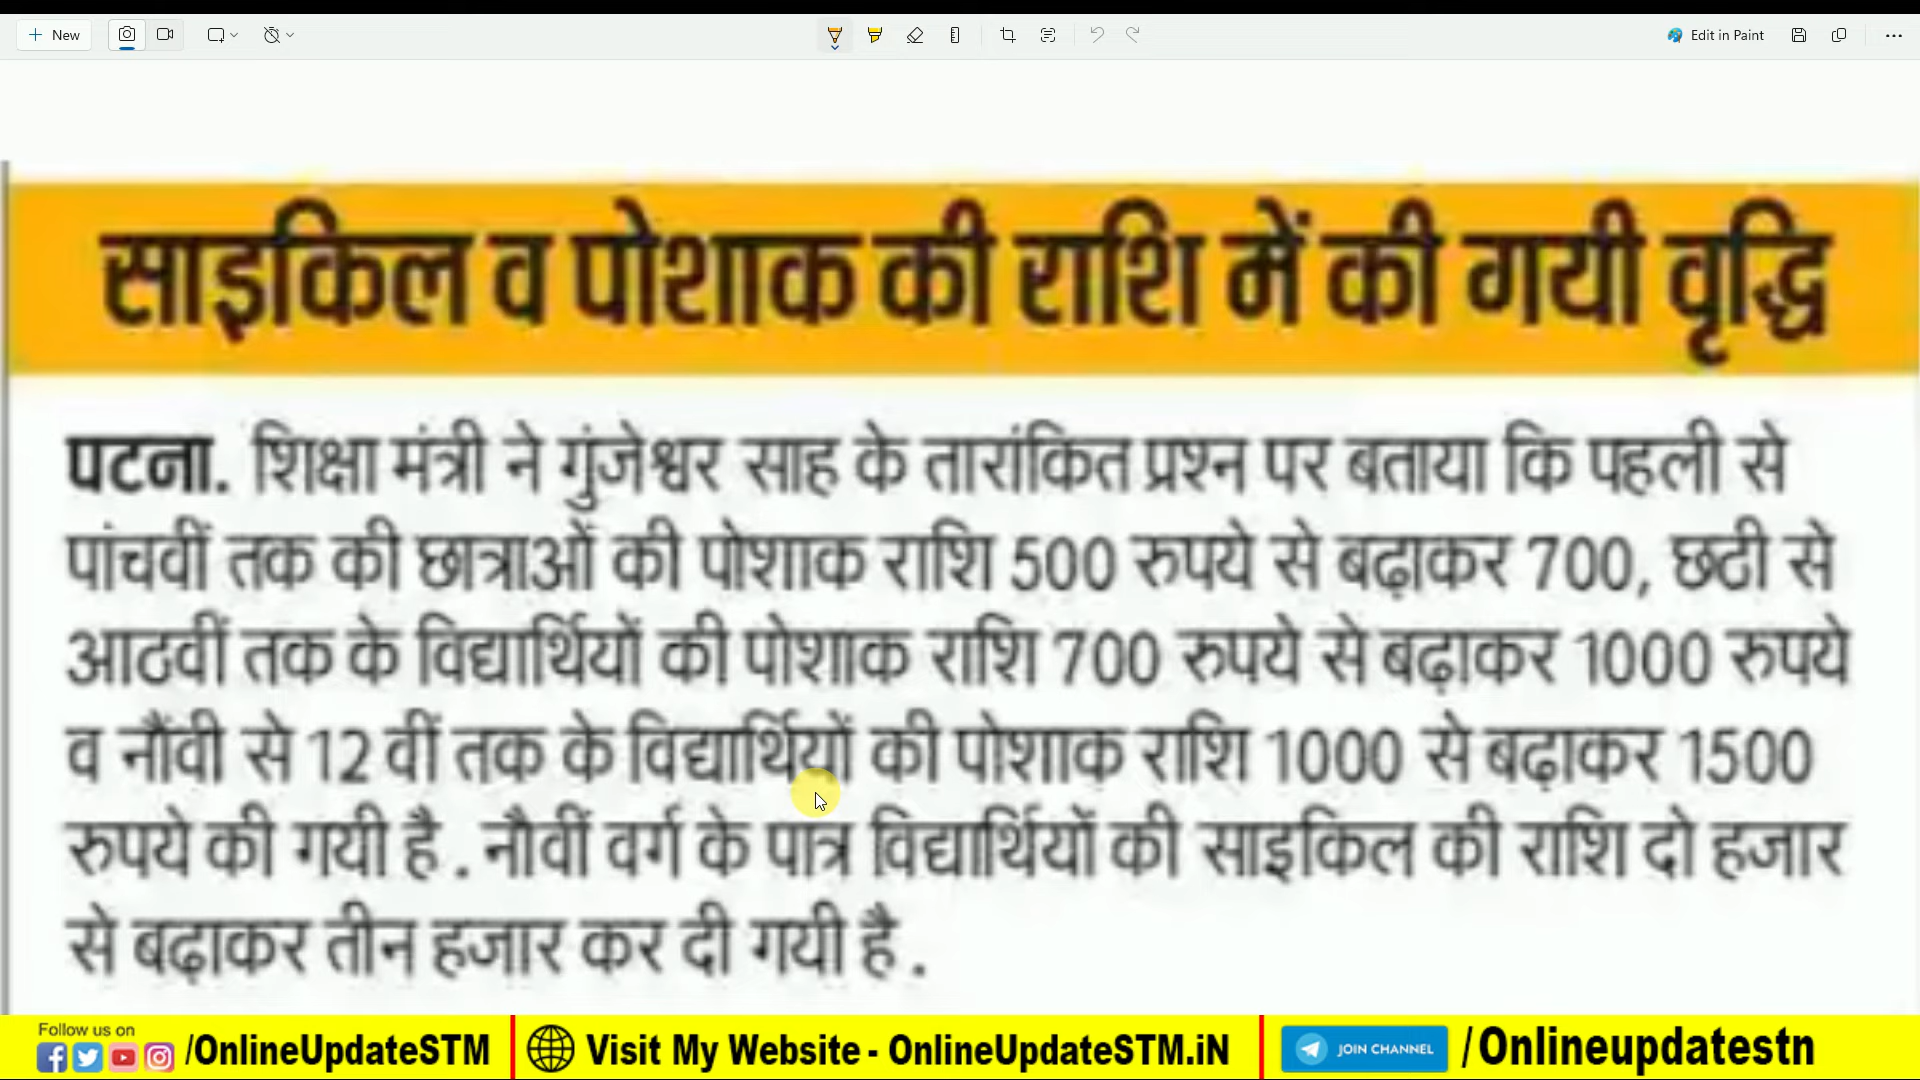 New
Edit in Paint
साइकिल व पोशाक की राशि में की गयी वृद्धि
पटना. शिक्षा मंत्री ने गुंजेश्वर साह के तारांकित प्रश्न पर बताया कि पहली से
पांचवीं तक की छात्राओं की पोशाक राशि 500 रुपये से बढ़ाकर 700, छठी से
आठवीं तक के विद्यार्थियों की पोशाक राशि 700 रुपये से बढ़ाकर 1000 रुपये
व नौंवी से 12 वीं तक के विद्यार्थियों की पोशाक राशि 1000 से बढ़ाकर 1500
रुपये की गयी है . नौवीं वर्ग के पात्र विद्यार्थियों की साइकिल की राशि दो हजार
से बढ़ाकर तीन हजार कर दी गयी है .
Follow us on
/OnlineUpdateSTM
Visit My Website - OnlineUpdateSTM.iN
JOIN CHANNEL
/Onlineupdatestn